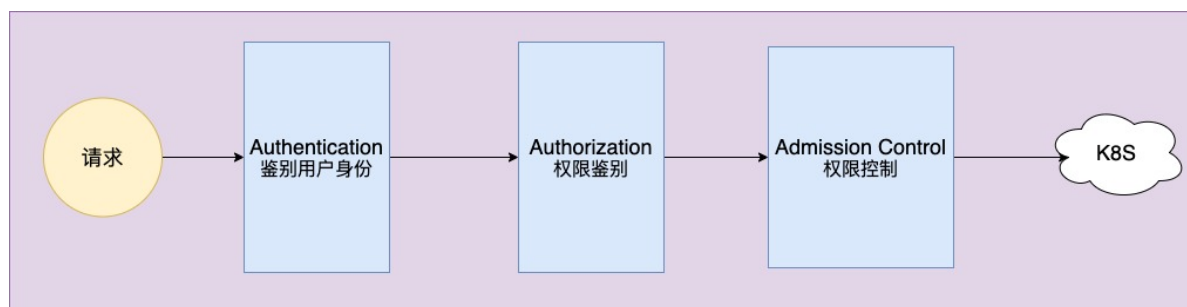 请求
Authentication
鉴别用户身份
Authorization
权限鉴别
Admission Control
权限控制
K8S